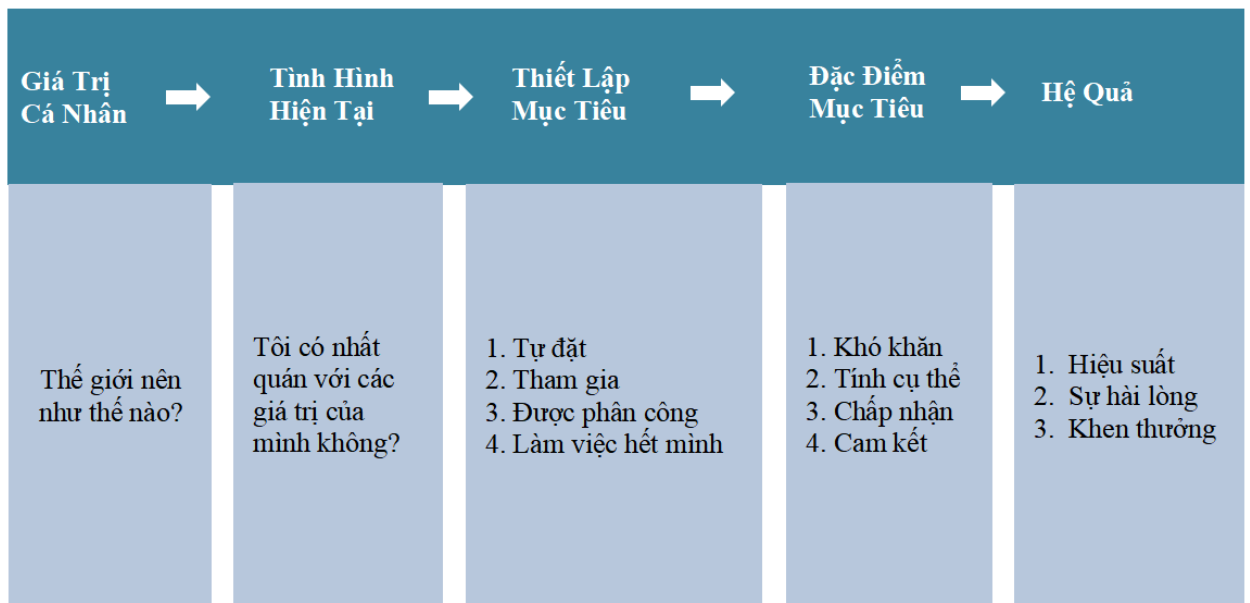 Giá Trị
Cá Nhân
Tình Hình
Hiện Tại
Thiết Lập
Mục Tiêu
Đặc Điểm
Mục Tiêu
Hệ Quả
Thế giới nên
như thế nào?
Tôi có nhất
quán với các
giá trị của
mình không?
1. Tự đặt
2. Tham gia
3. Được phân công
4. Làm việc hết mình
1. Khó khăn
2. Tính cụ thể
3. Chấp nhận
4. Cam kết
1. Hiệu suất
2. Sự hài lòng
3. Khen thưởng